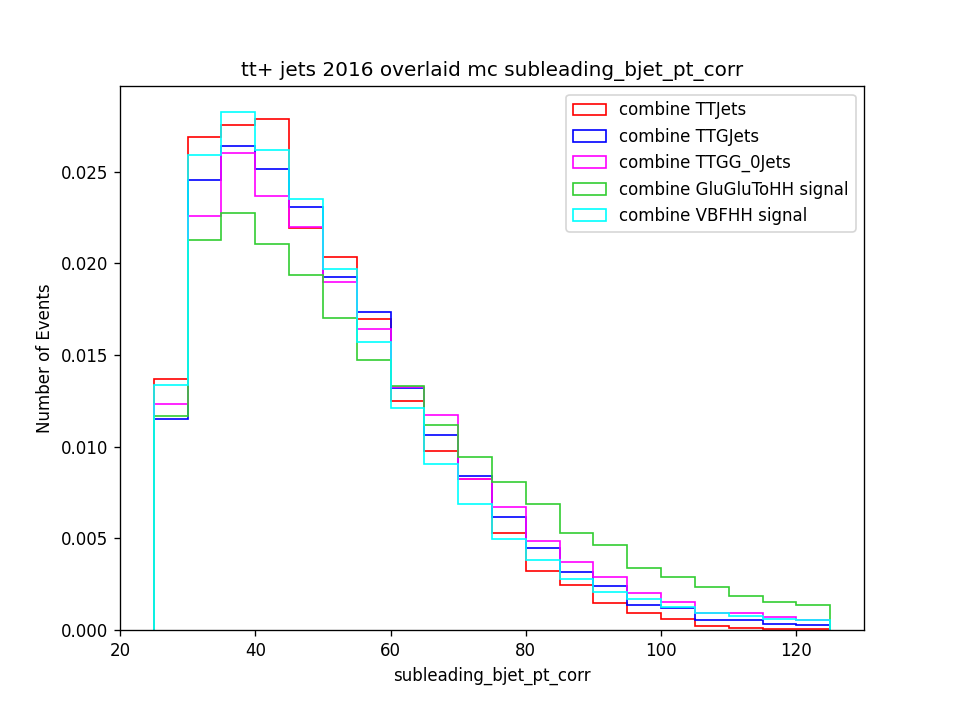 tt+ jets 2016 overlaid mc subleading_bjet_pt_corr
combine TTJets
combine TTGJets
combine TTGG_0Jets
combine GluGluToHH signal
combine VBFHH signal
Number of Events
0.025
0.020
0.015
0.010
0.005
0.000
20 40 60 80 100 120
subleading_bjet_pt_corr